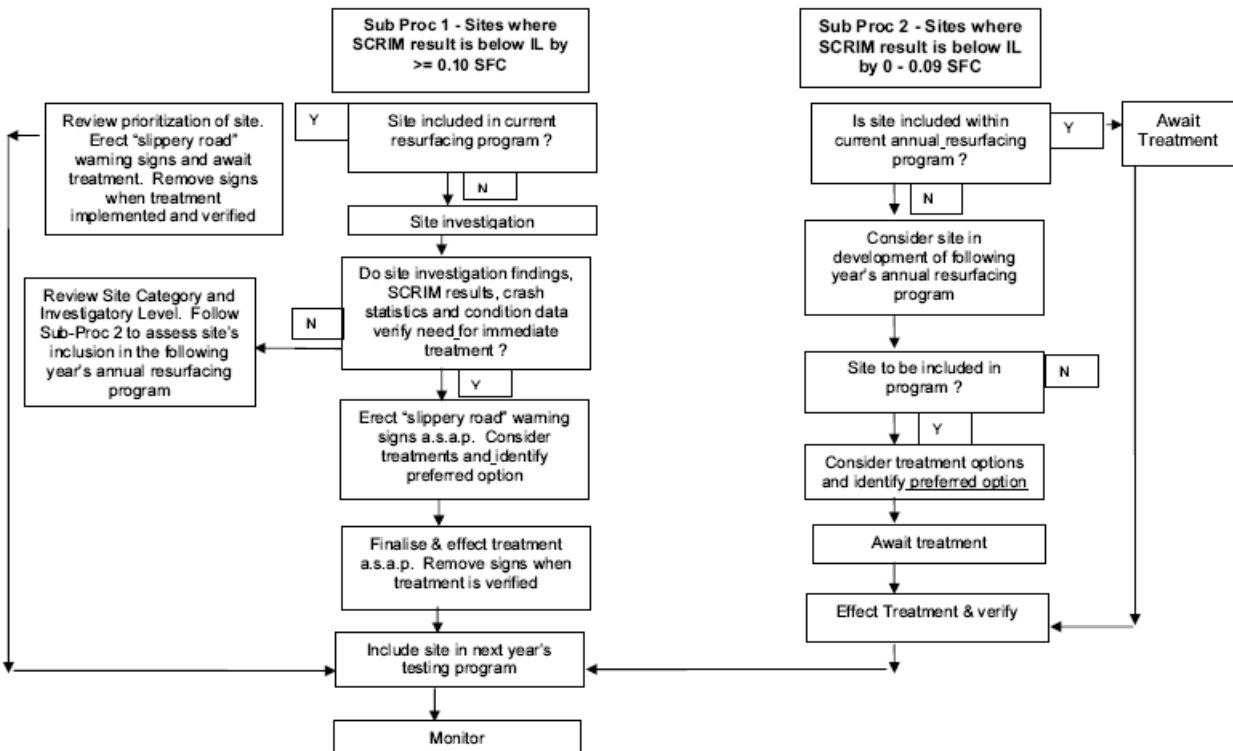 Sub Proc 1 - Sites where
SCRIM result is below IL by
>= 0.10 SFC
Sub Proc 2 - Sites where
SCRIM result is below IL
by 0 - 0.09 SFC
Review prioritization of site.
Erect "slippery road"
warning signs and await
treatment. Remove signs
when treatment
implemented and verified
Y
Site included in current
resurfacing program ?
N
Is site included within
current annual resurfacing
program ?
Y
Await
Treatment
N
Site investigation
Consider site in
development of following
year's annual resurfacing
program
Do site investigation findings,
SCRIM results, crash
statistics and condition data
verify need for immediate
treatment ?
N
Review Site Category and
Investigatory Level. Follow
Sub-Proc 2 to assess site's
inclusion in the following
year's annual resurfacing
program
Y
Site to be included in
program ?
N
Y
Erect "slippery road" warning
signs a.s.a.p. Consider
treatments and identify
preferred option
Consider treatment options
and identify preferred option
Finalise & effect treatment
a.s.a.p. Remove signs when
treatment is verified
Await treatment
Effect Treatment & verify
Include site in next year's
testing program
Monitor